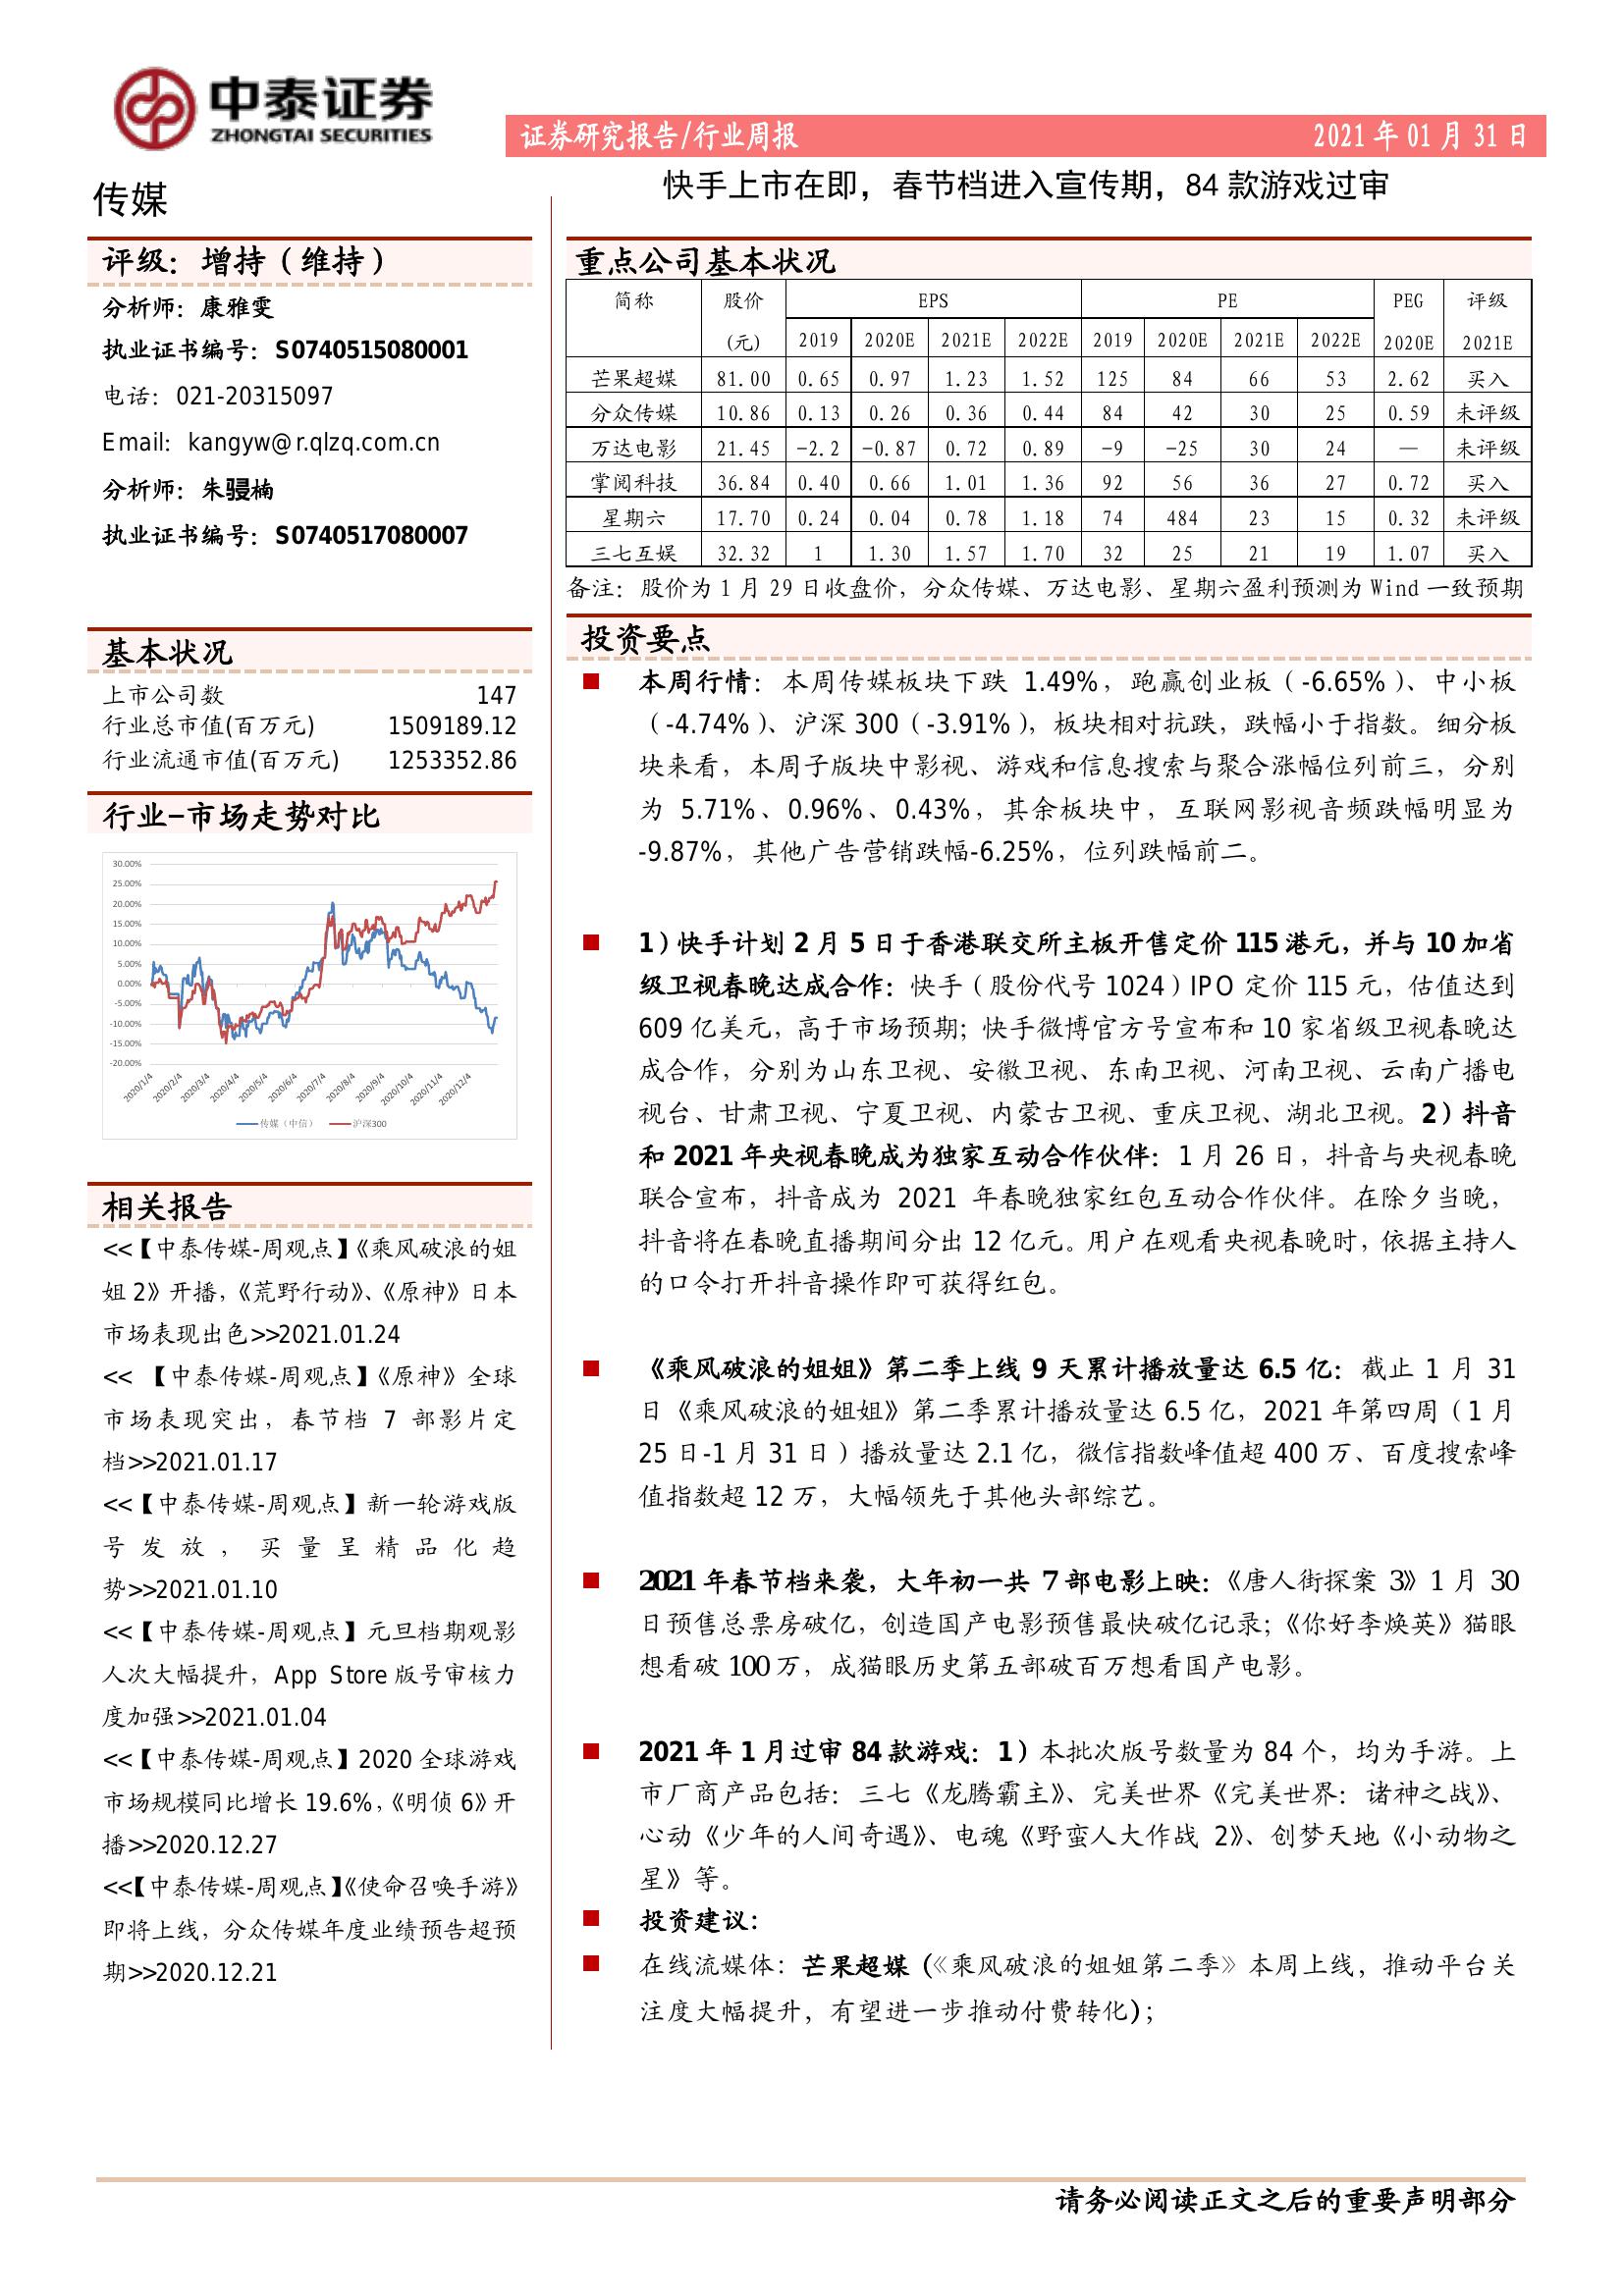 中泰证券
ZHONGTAI SECURITIES
证券研究报告/行业周报 2021 年 01 月 31 日
传媒
快手上市在即，春节档进入宣传期，84 款游戏过审
评级：增持（维持）
分析师：康雅雯
执业证书编号：S0740515080001
电话：021-20315097
Email：kangyw@r.qlzq.com.cn
分析师：朱骎楠
执业证书编号：S0740517080007
基本状况
上市公司数 147
行业总市值(百万元) 1509189.12
行业流通市值(百万元) 1253352.86
行业-市场走势对比
30.00%
25.00%
20.00%
15.00%
10.00%
5.00%
0.00%
-5.00%
-10.00%
-15.00%
-20.00%
2020/1/4 2020/2/4 2020/3/4 2020/4/4 2020/5/4 2020/6/4 2020/7/4 2020/8/4 2020/9/4 2020/10/4 2020/11/4 2020/12/4
传媒（中信） 沪深300
相关报告
<<【中泰传媒-周观点】《乘风破浪的姐
姐 2》开播，《荒野行动》、《原神》日本
市场表现出色>>2021.01.24
<< 【中泰传媒-周观点】《原神》全球
市场表现突出，春节档 7 部影片定
档>>2021.01.17
<<【中泰传媒-周观点】新一轮游戏版
号发放，买量呈精品化趋
势>>2021.01.10
<<【中泰传媒-周观点】元旦档期观影
人次大幅提升，App Store 版号审核力
度加强>>2021.01.04
<<【中泰传媒-周观点】2020 全球游戏
市场规模同比增长 19.6%，《明侦 6》开
播>>2020.12.27
<<【中泰传媒-周观点】《使命召唤手游》
即将上线，分众传媒年度业绩预告超预
期>>2020.12.21
重点公司基本状况
简称 股价 EPS PE PEG 评级
(元) 2019 2020E 2021E 2022E 2019 2020E 2021E 2022E 2020E 2021E
芒果超媒 81.00 0.65 0.97 1.23 1.52 125 84 66 53 2.62 买入
分众传媒 10.86 0.13 0.26 0.36 0.44 84 42 30 25 0.59 未评级
万达电影 21.45 -2.2 -0.87 0.72 0.89 -9 -25 30 24 — 未评级
掌阅科技 36.84 0.40 0.66 1.01 1.36 92 56 36 27 0.72 买入
星期六 17.70 0.24 0.04 0.78 1.18 74 484 23 15 0.32 未评级
三七互娱 32.32 1 1.30 1.57 1.70 32 25 21 19 1.07 买入
备注：股价为 1 月 29 日收盘价，分众传媒、万达电影、星期六盈利预测为 Wind 一致预期
投资要点
■ 本周行情：本周传媒板块下跌 1.49%，跑赢创业板（-6.65%）、中小板
（-4.74%）、沪深 300（-3.91%），板块相对抗跌，跌幅小于指数。细分板
块来看，本周子版块中影视、游戏和信息搜索与聚合涨幅位列前三，分别
为 5.71%、0.96%、0.43%，其余板块中，互联网影视音频跌幅明显为
-9.87%，其他广告营销跌幅-6.25%，位列跌幅前二。
■ 1）快手计划 2 月 5 日于香港联交所主板开售定价 115 港元，并与 10 加省
级卫视春晚达成合作：快手（股份代号 1024）IPO 定价 115 元，估值达到
609 亿美元，高于市场预期；快手微博官方号宣布和 10 家省级卫视春晚达
成合作，分别为山东卫视、安徽卫视、东南卫视、河南卫视、云南广播电
视台、甘肃卫视、宁夏卫视、内蒙古卫视、重庆卫视、湖北卫视。2）抖音
和 2021 年央视春晚成为独家互动合作伙伴：1 月 26 日，抖音与央视春晚
联合宣布，抖音成为 2021 年春晚独家红包互动合作伙伴。在除夕当晚，
抖音将在春晚直播期间分出 12 亿元。用户在观看央视春晚时，依据主持人
的口令打开抖音操作即可获得红包。
■ 《乘风破浪的姐姐》第二季上线 9 天累计播放量达 6.5 亿：截止 1 月 31
日《乘风破浪的姐姐》第二季累计播放量达 6.5 亿，2021 年第四周（1 月
25 日-1 月 31 日）播放量达 2.1 亿，微信指数峰值超 400 万、百度搜索峰
值指数超 12 万，大幅领先于其他头部综艺。
■ 2021 年春节档来袭，大年初一共 7 部电影上映：《唐人街探案 3》1 月 30
日预售总票房破亿，创造国产电影预售最快破亿记录；《你好李焕英》猫眼
想看破 100 万，成猫眼历史第五部破百万想看国产电影。
■ 2021 年 1 月过审 84 款游戏：1）本批次版号数量为 84 个，均为手游。上
市厂商产品包括：三七《龙腾霸主》、完美世界《完美世界：诸神之战》、
心动《少年的人间奇遇》、电魂《野蛮人大作战 2》、创梦天地《小动物之
星》等。
■ 投资建议：
■ 在线流媒体：芒果超媒（《乘风破浪的姐姐第二季》本周上线，推动平台关
注度大幅提升，有望进一步推动付费转化）；
请务必阅读正文之后的重要声明部分